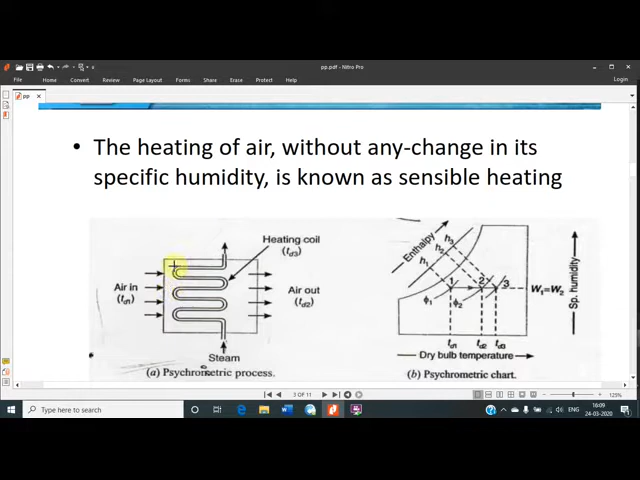 pp.pdf - Nitro Pro
File Home Convert Page Layout Forms Share Erase Protect Help
pp
• The heating of air, without any-change in its
specific humidity, is known as sensible heating
Heating coil
(td3)
Air in
(td1)
Air out
(td2)
Steam
(a) Psychrometric process.
Enthalpy
h1
h2
h3
1 2 3
ϕ1 ϕ2
W1=W2
Sp. humidity
td1 td2 td3
Dry bulb temperature
(b) Psychrometric chart.
3 OF 11
125%
Type here to search
ENG
16:09
24-03-2020